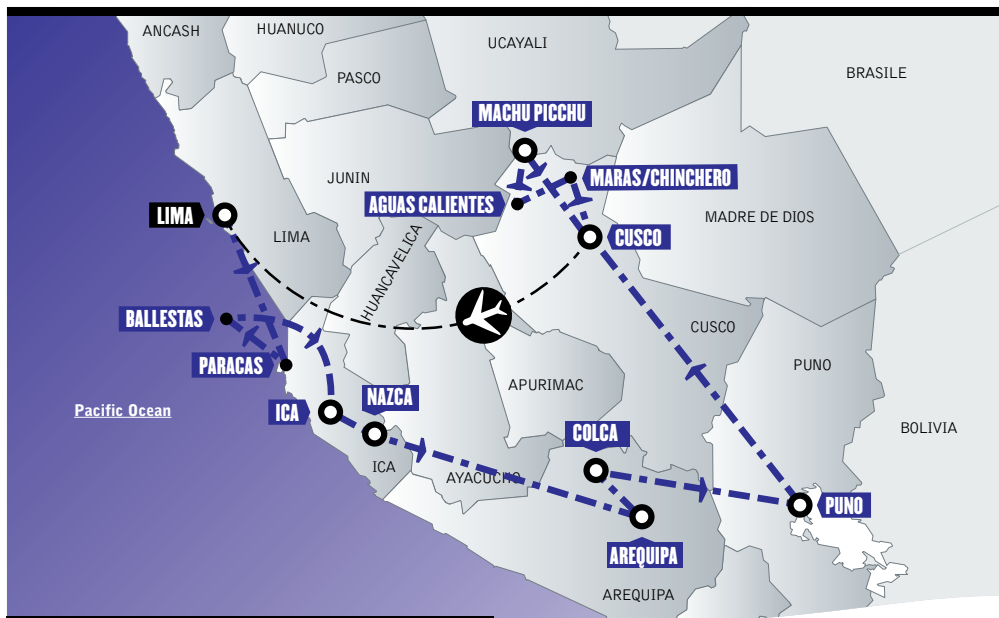 ANCASH
HUANUCO
UCAYALI
BRASILE
PASCO
MACHU PICCHU
JUNIN
MARAS/CHINCHERO
AGUAS CALIENTES
LIMA
MADRE DE DIOS
LIMA
CUSCO
HUANCAVELICA
BALLESTAS
CUSCO
PARACAS
PUNO
APURIMAC
NAZCA
Pacific Ocean
ICA
COLCA
BOLIVIA
ICA
AYACUCHO
PUNO
AREQUIPA
AREQUIPA